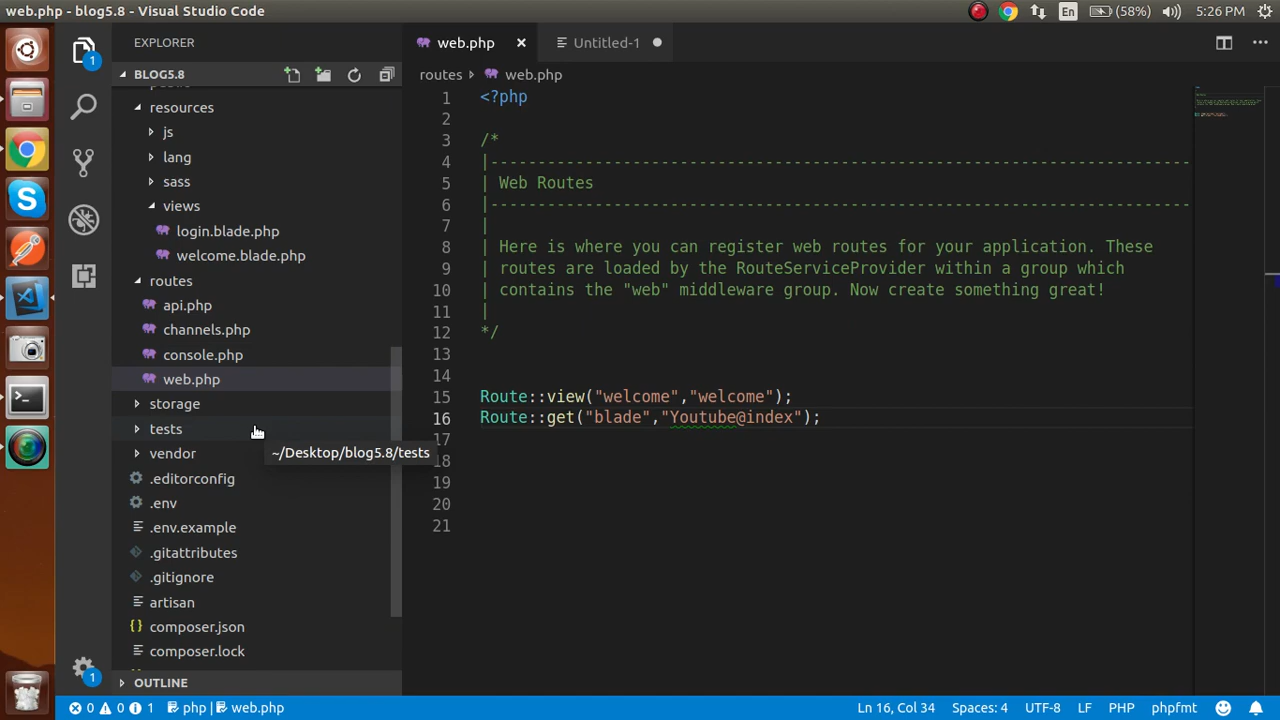 web.php - blog5.8 - Visual Studio Code
En
(58%)
5:26 PM
EXPLORER
BLOG5.8
resources
js
lang
sass
views
login.blade.php
welcome.blade.php
routes
api.php
channels.php
console.php
web.php
storage
tests
vendor
.editorconfig
.env
.env.example
.gitattributes
.gitignore
artisan
composer.json
composer.lock
OUTLINE
~/Desktop/blog5.8/tests
1
1
web.php
Untitled-1
routes
web.php
1 <?php
2
3 /*
4 |--------------------------------------------------------------------------
5 | Web Routes
6 |--------------------------------------------------------------------------
7 |
8 | Here is where you can register web routes for your application. These
9 | routes are loaded by the RouteServiceProvider within a group which
10 | contains the "web" middleware group. Now create something great!
11 |
12 */
13
14
15 Route::view("welcome","welcome");
16 Route::get("blade","Youtube@index");
17
18
19
20
21
0 0 1 php | web.php
Ln 16, Col 34 Spaces: 4 UTF-8 LF PHP phpfmt